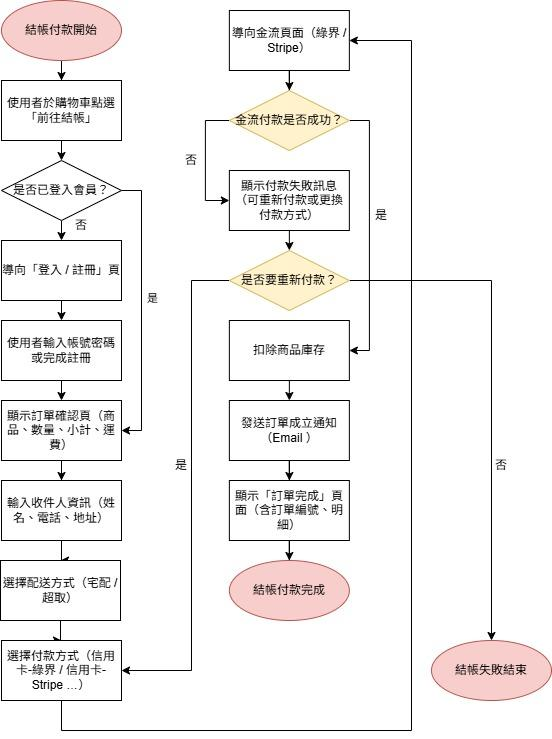 結帳付款開始
使用者於購物車點選
「前往結帳」
是否已登入會員？
否
是
導向「登入 / 註冊」頁
使用者輸入帳號密碼
或完成註冊
顯示訂單確認頁（商
品、數量、小計、運
費）
輸入收件人資訊（姓
名、電話、地址）
選擇配送方式（宅配 /
超取）
選擇付款方式（信用
卡-綠界 / 信用卡-
Stripe ...）
導向金流頁面（綠界 /
Stripe）
金流付款是否成功？
否
是
顯示付款失敗訊息
（可重新付款或更換
付款方式）
是否要重新付款？
是
否
扣除商品庫存
發送訂單成立通知
（Email ）
顯示「訂單完成」頁
面（含訂單編號、明
細）
結帳付款完成
結帳失敗結束